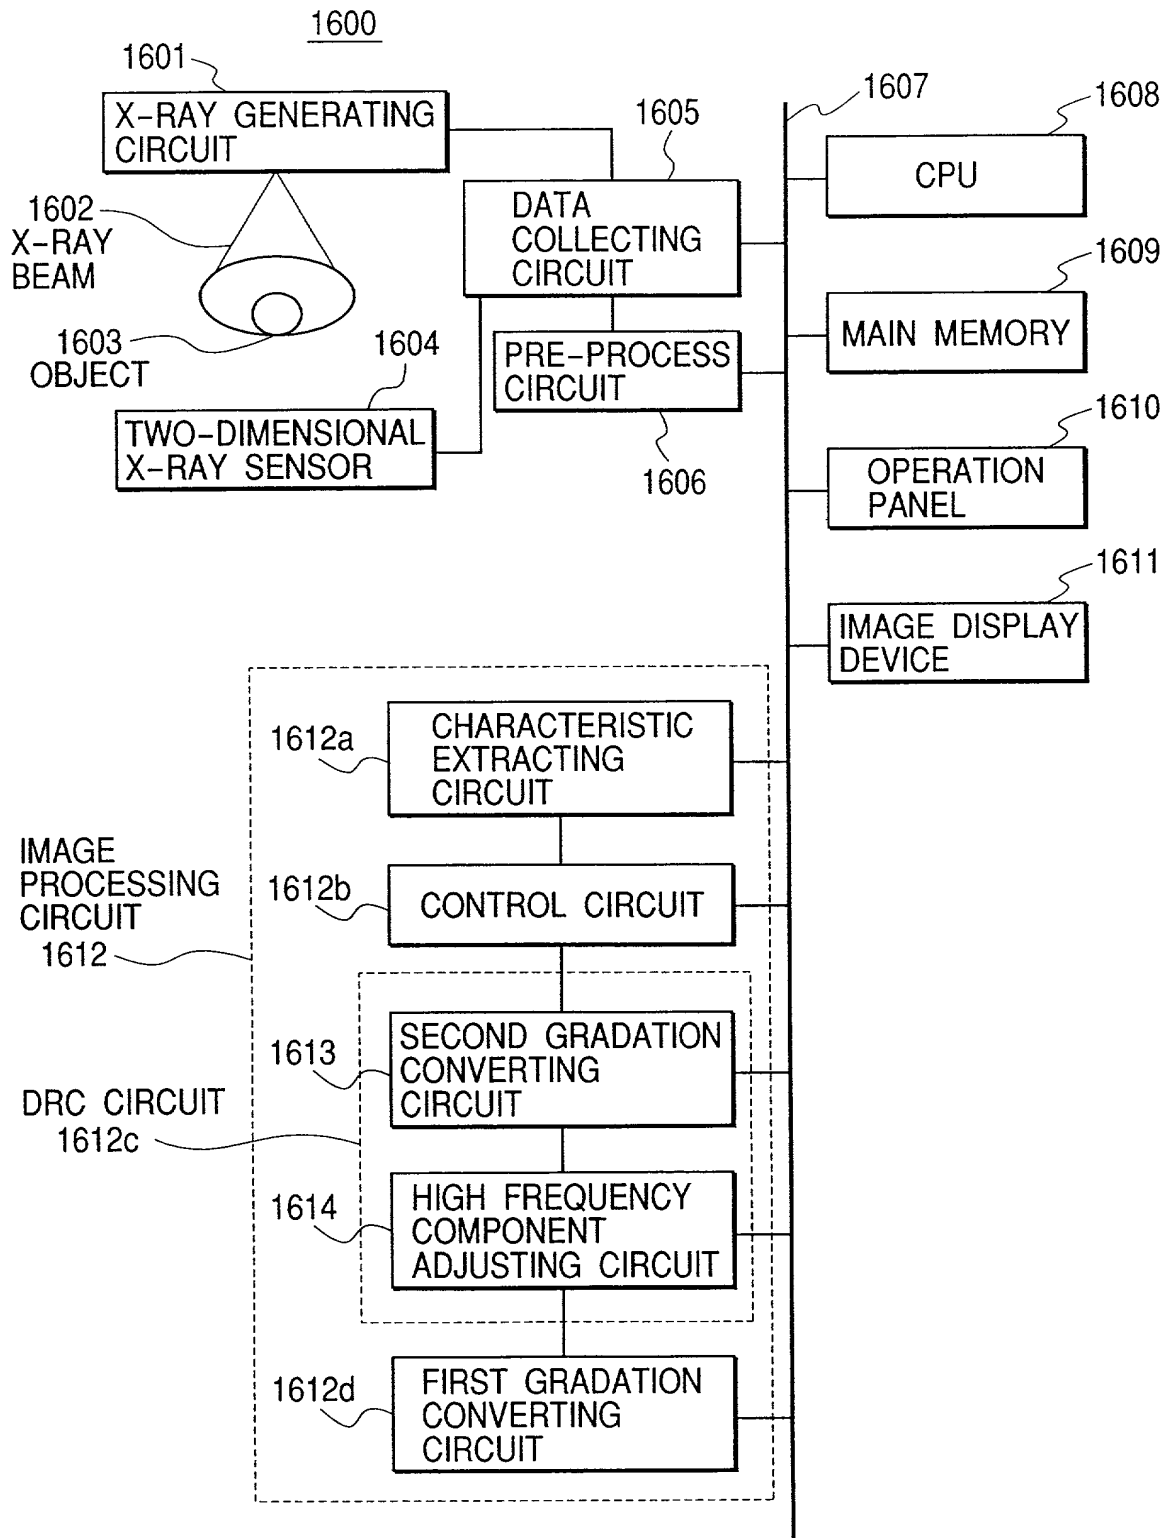 1600
1601
X-RAY GENERATING
CIRCUIT
1602
X-RAY
BEAM
1603
OBJECT
1604
TWO-DIMENSIONAL
X-RAY SENSOR
1605
DATA
COLLECTING
CIRCUIT
PRE-PROCESS
CIRCUIT
1606
1607
1608
CPU
1609
MAIN MEMORY
1610
OPERATION
PANEL
1611
IMAGE DISPLAY
DEVICE
IMAGE
PROCESSING
CIRCUIT
1612
1612a
CHARACTERISTIC
EXTRACTING
CIRCUIT
1612b
CONTROL CIRCUIT
DRC CIRCUIT
1612c
1613
SECOND GRADATION
CONVERTING
CIRCUIT
1614
HIGH FREQUENCY
COMPONENT
ADJUSTING CIRCUIT
1612d
FIRST GRADATION
CONVERTING
CIRCUIT